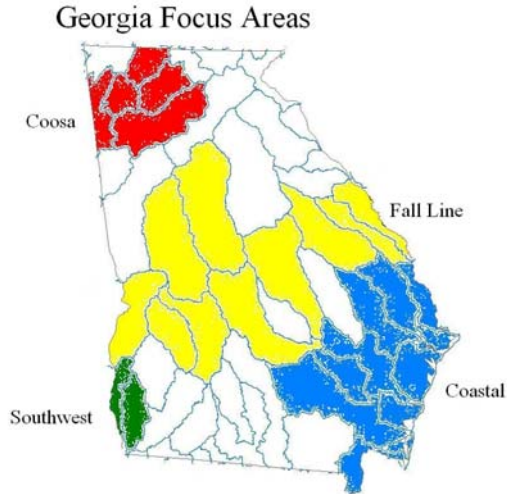 Georgia Focus Areas
Coosa
Fall Line
Coastal
Southwest